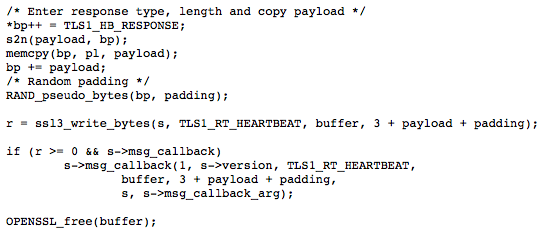 /* Enter response type, length and copy payload */
*bp++ = TLS1_HB_RESPONSE;
s2n(payload, bp);
memcpy(bp, pl, payload);
bp += payload;
/* Random padding */
RAND_pseudo_bytes(bp, padding);

r = ssl3_write_bytes(s, TLS1_RT_HEARTBEAT, buffer, 3 + payload + padding);

if (r >= 0 && s->msg_callback)
        s->msg_callback(1, s->version, TLS1_RT_HEARTBEAT,
                buffer, 3 + payload + padding,
                s, s->msg_callback_arg);

OPENSSL_free(buffer);